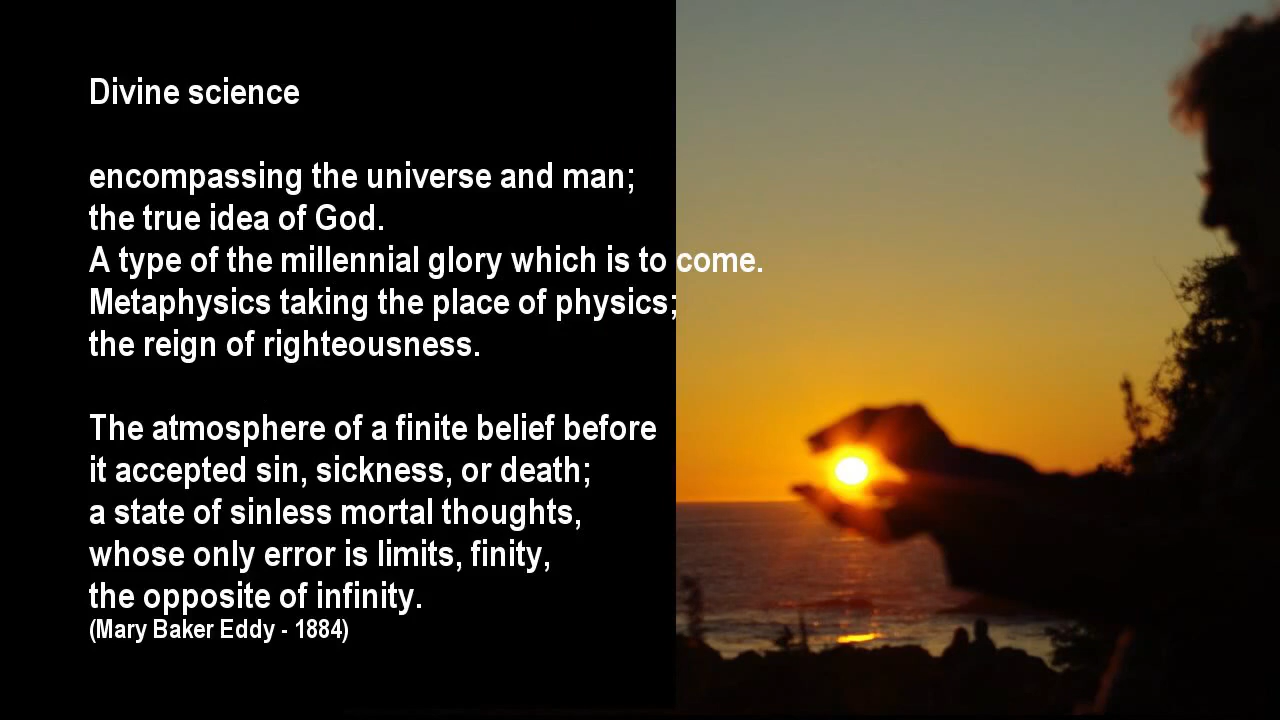 Divine science
encompassing the universe and man;
the true idea of God.
A type of the millennial glory which is to come.
Metaphysics taking the place of physics;
the reign of righteousness.
The atmosphere of a finite belief before
it accepted sin, sickness, or death;
a state of sinless mortal thoughts,
whose only error is limits, finity,
the opposite of infinity.
(Mary Baker Eddy - 1884)